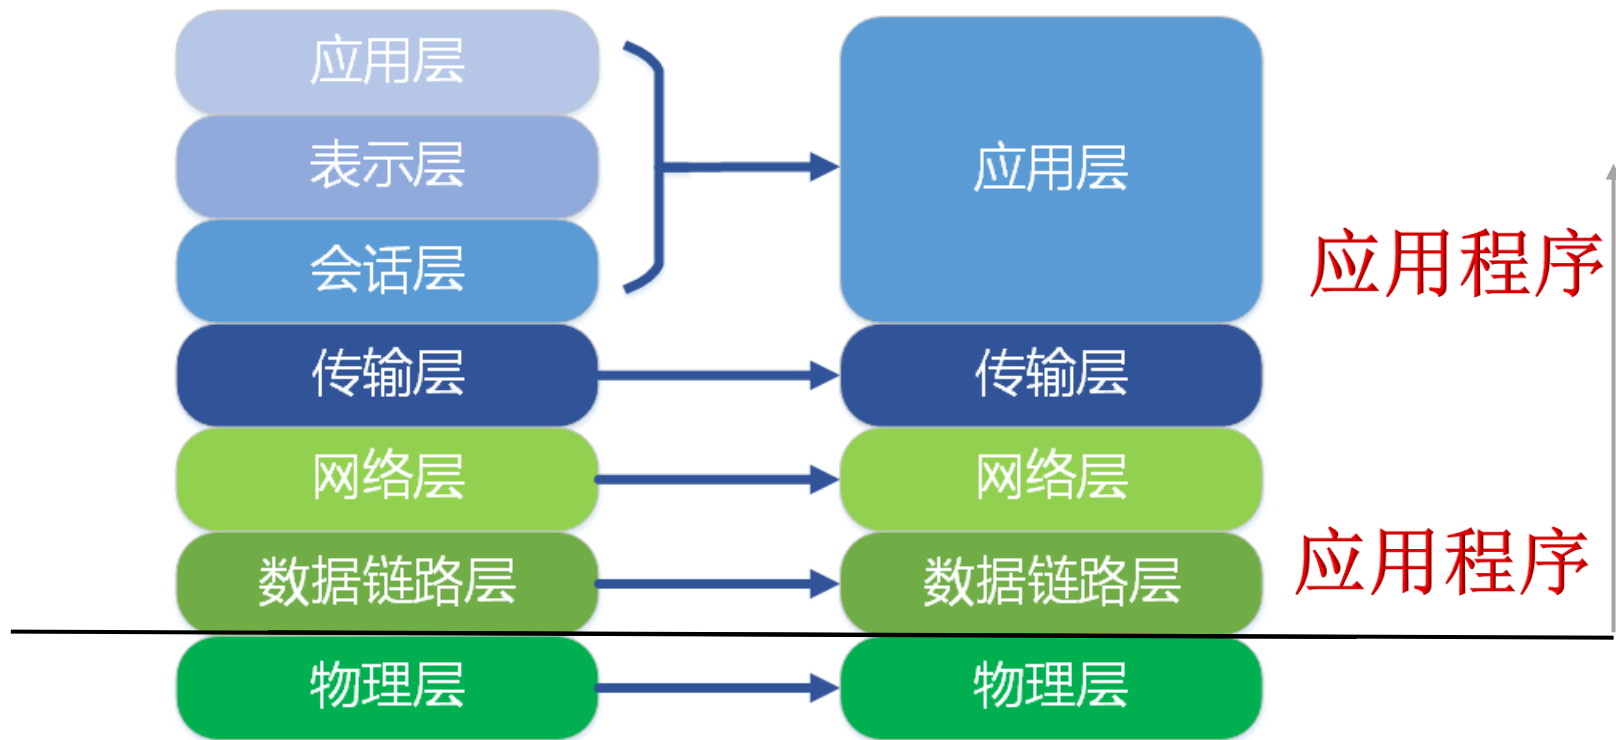 应用层
表示层
会话层
传输层
网络层
数据链路层
物理层
应用层
传输层
网络层
数据链路层
物理层
应用程序
应用程序